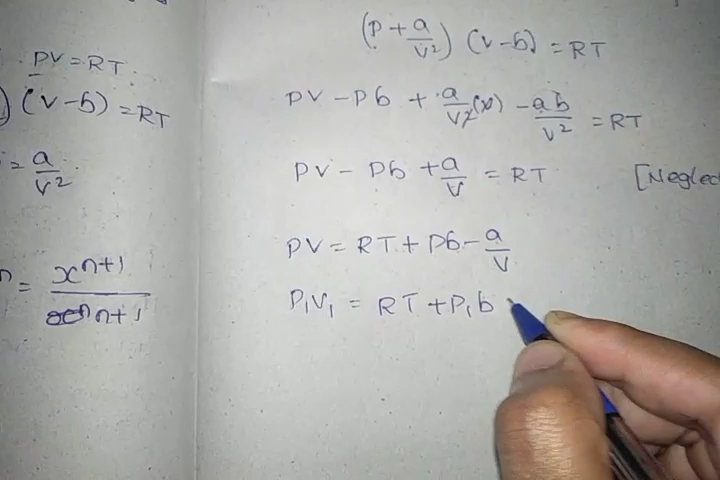 PV = RT
(V-b) = RT
= a/V²
= x^n+1 / n+1
(P + a/V²) (V-b) = RT
PV - Pb + a/V²(V) - ab/V² = RT
PV - Pb + a/V = RT [Neglec
PV = RT + Pb - a/V
P₁V₁ = RT + P₁b